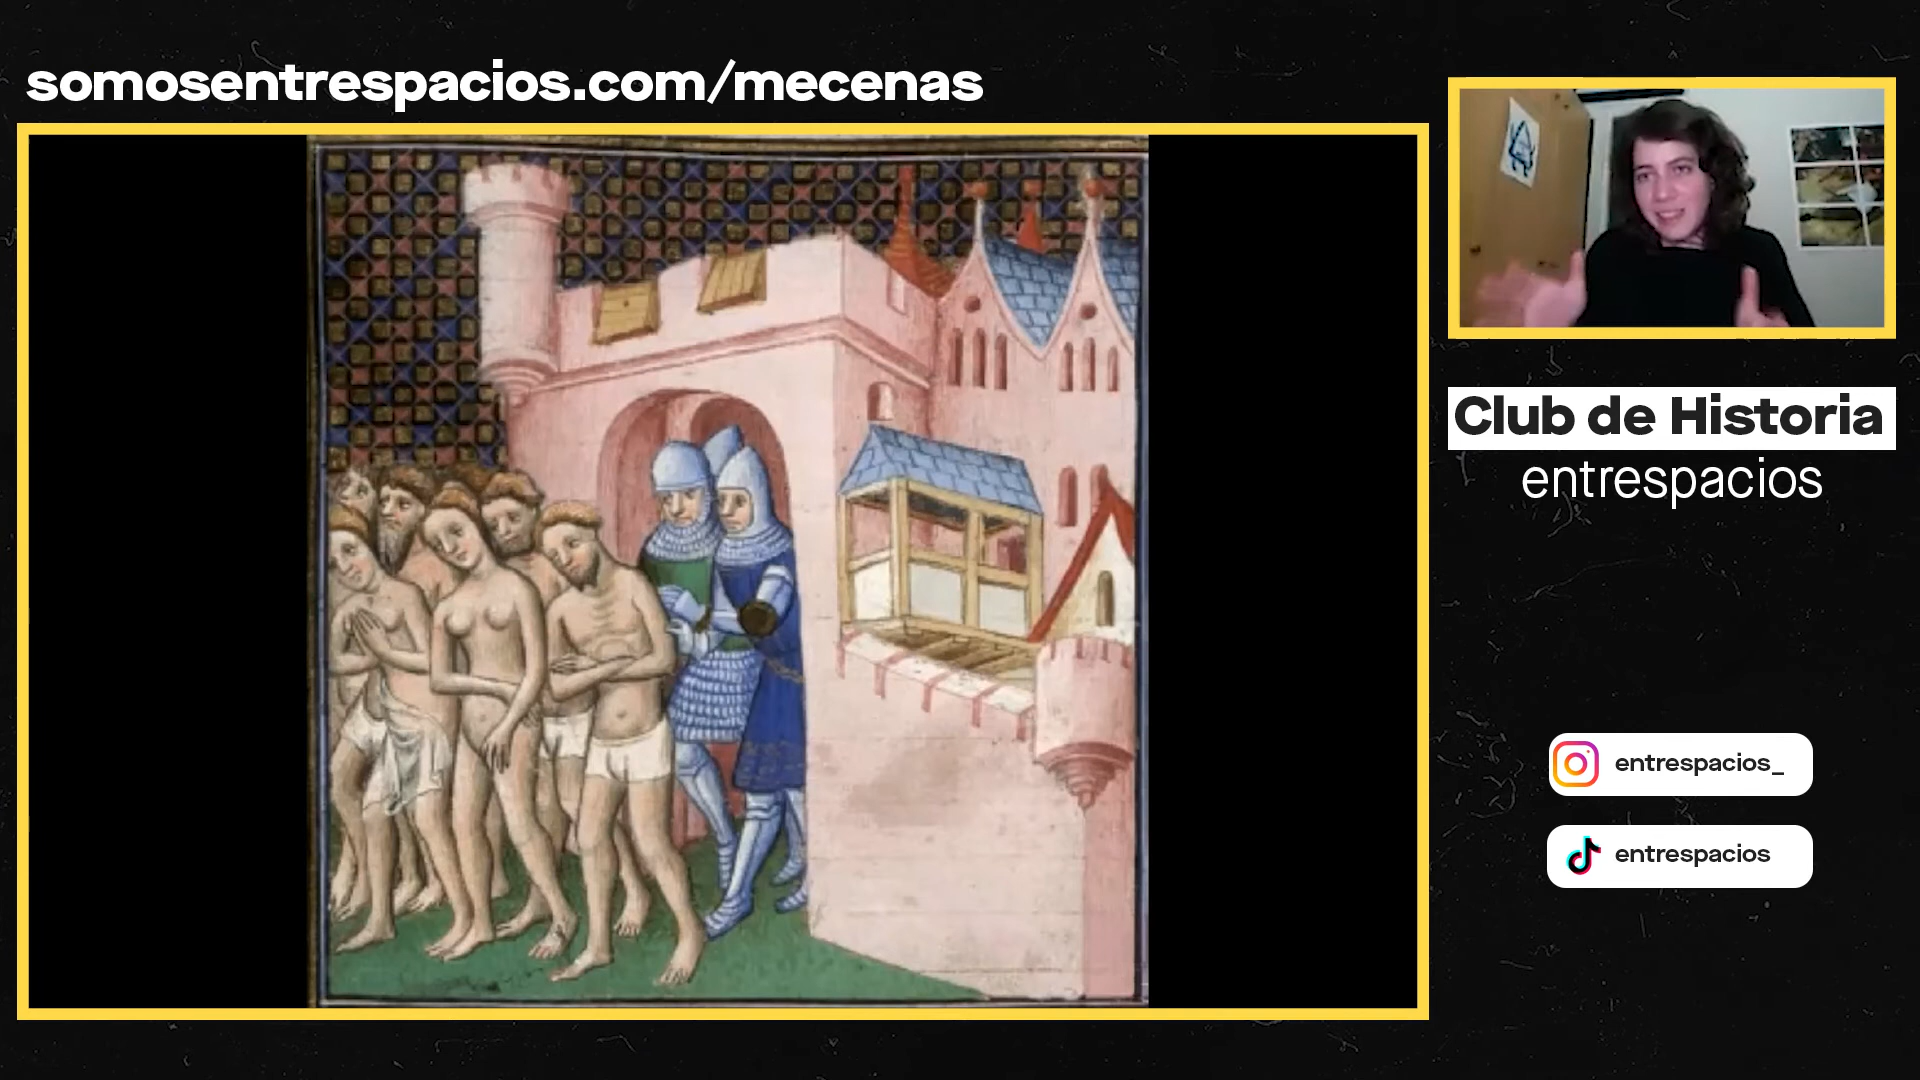 somosentrespacios.com/mecenas
Club de Historia
entrespacios
entrespacios_
entrespacios